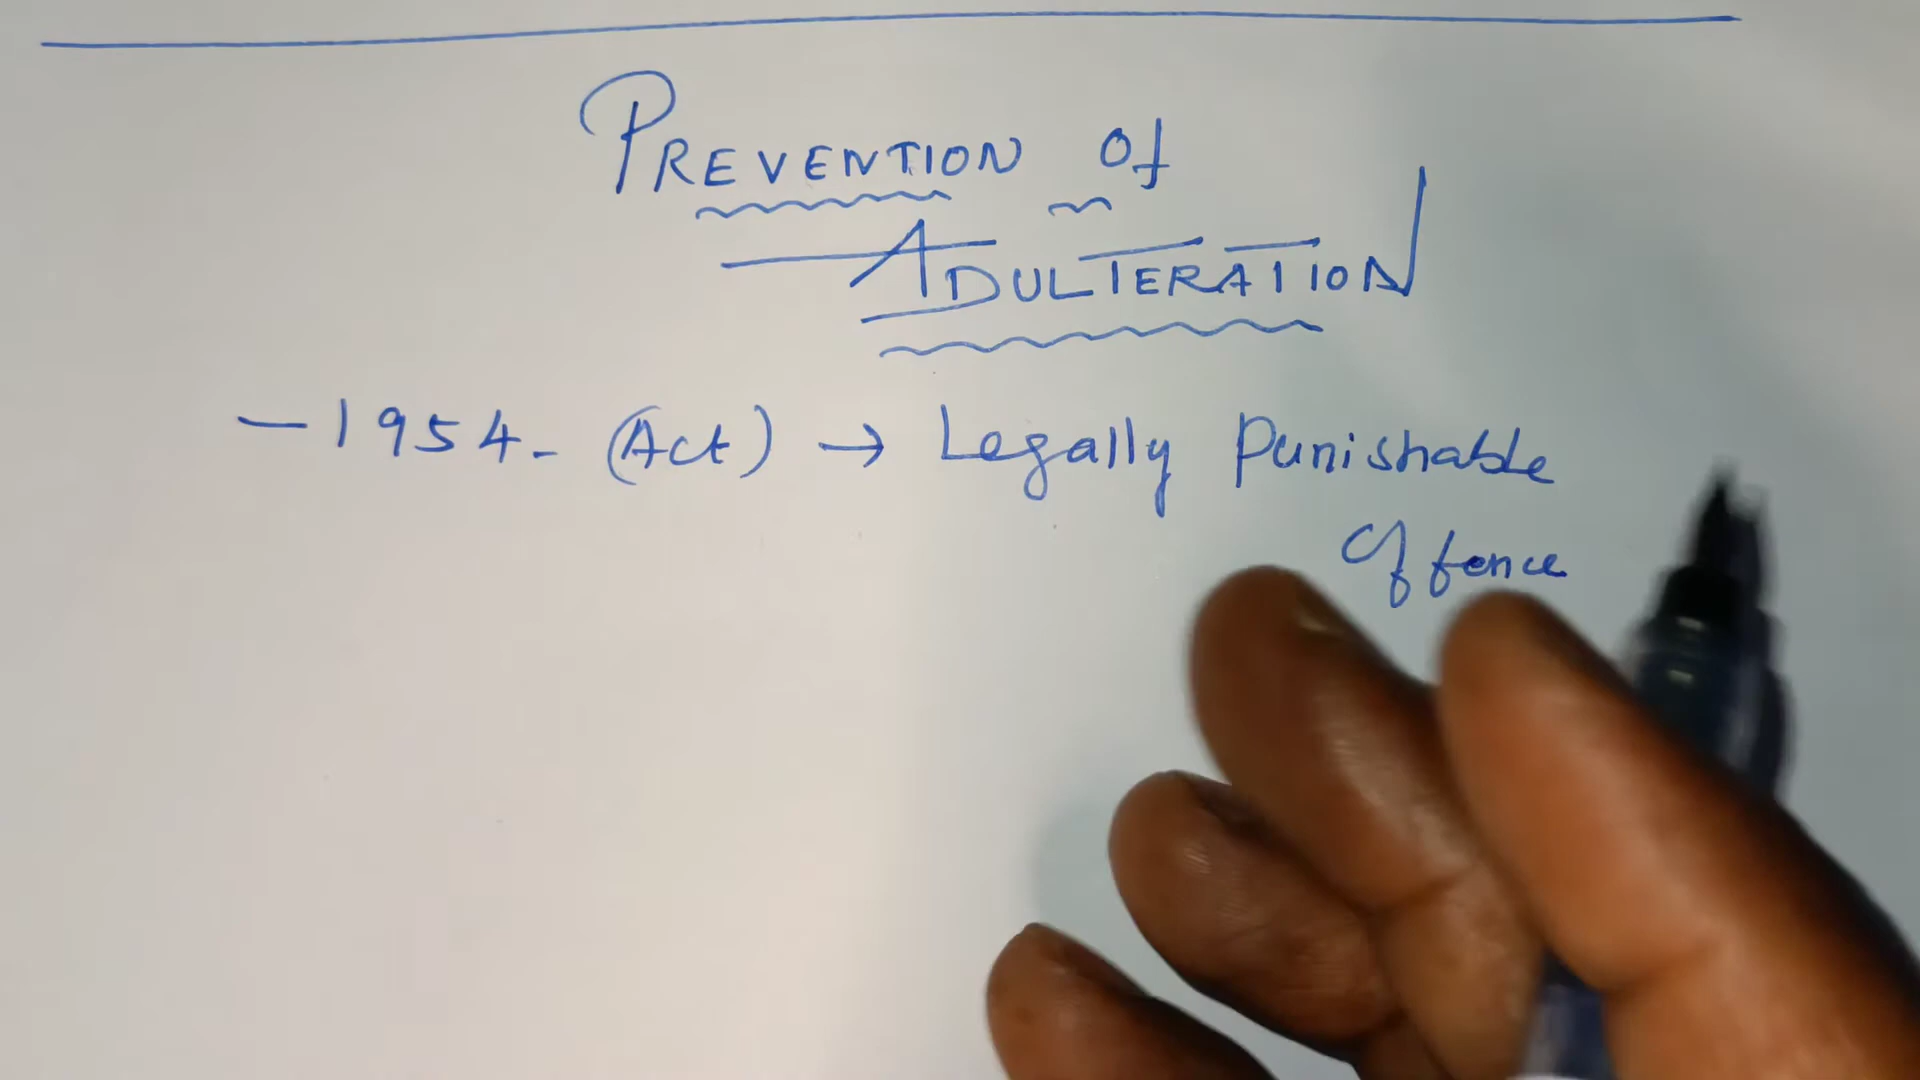 PREVENTION Of
ADULTERATION
- 1954 - (Act) → Legally Punishable
Offence